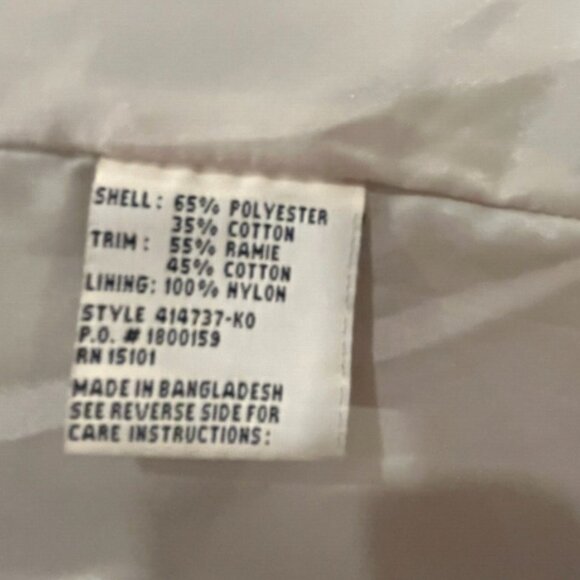 SHELL: 65% POLYESTER
35% COTTON
TRIM: 55% RAMIE
45% COTTON
LINING: 100% NYLON
STYLE 414737-KO
P.O. # 1800159
RN 15101
MADE IN BANGLADESH
SEE REVERSE SIDE FOR
CARE INSTRUCTIONS: